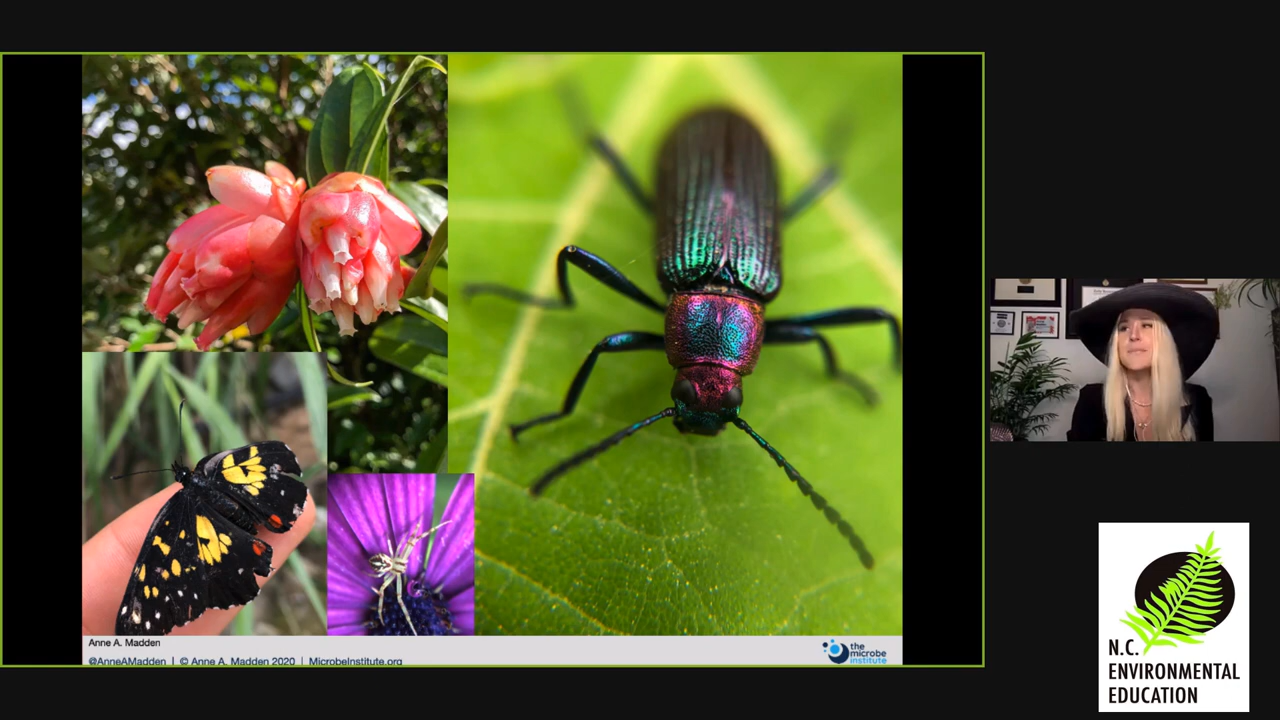 Anne A. Madden
@AnneAMadden | © Anne A. Madden 2020 | MicrobeInstitute.org
the
microbe
institute
N.C.
ENVIRONMENTAL
EDUCATION